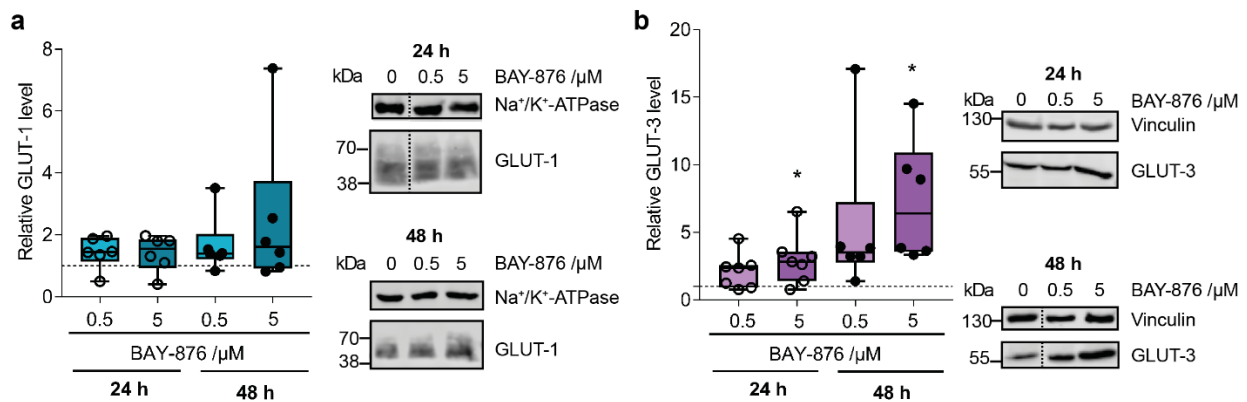 a
Relative GLUT-1 level
8
6
4
2
0
0.5 5 0.5 5
BAY-876 /µM
24 h 48 h
24 h
kDa 0 0.5 5 BAY-876 /µM
Na⁺/K⁺-ATPase
70
GLUT-1
38
48 h
kDa 0 0.5 5 BAY-876 /µM
Na⁺/K⁺-ATPase
70
GLUT-1
38
b
Relative GLUT-3 level
20
15
10
5
0
* *
0.5 5 0.5 5
BAY-876 /µM
24 h 48 h
24 h
kDa 0 0.5 5 BAY-876 /µM
130 Vinculin
55 GLUT-3
48 h
kDa 0 0.5 5 BAY-876 /µM
130 Vinculin
55 GLUT-3